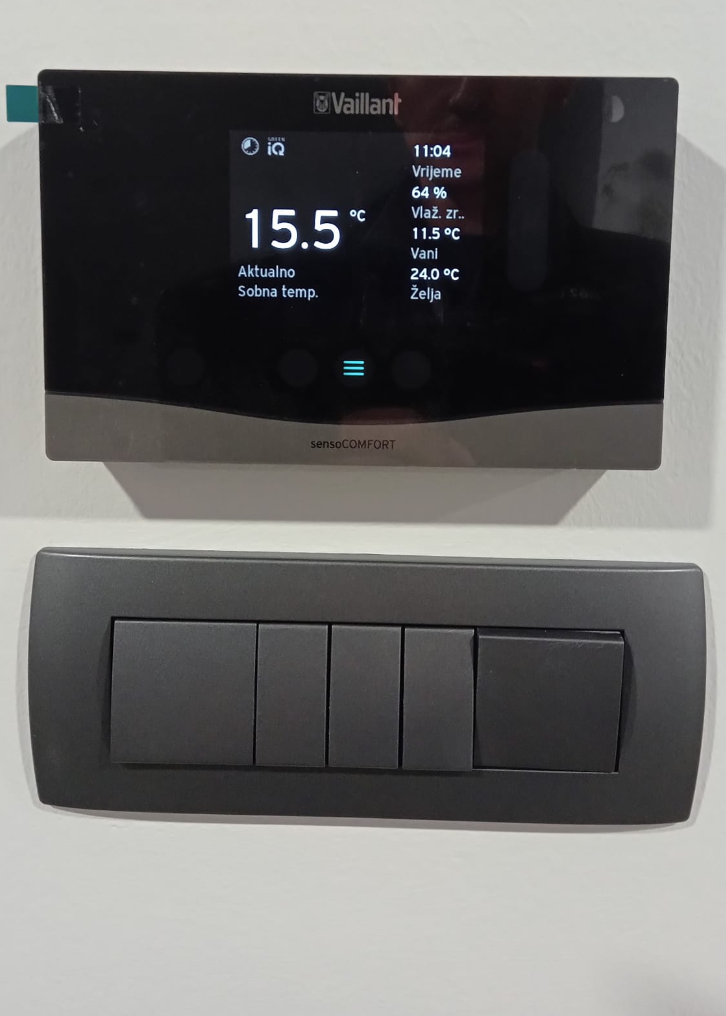 Vaillant
GREEN
iQ
15.5 °C
Aktualno
Sobna temp.
11:04
Vrijeme
64 %
Vlaž. zr..
11.5 °C
Vani
24.0 °C
Želja
sensoCOMFORT